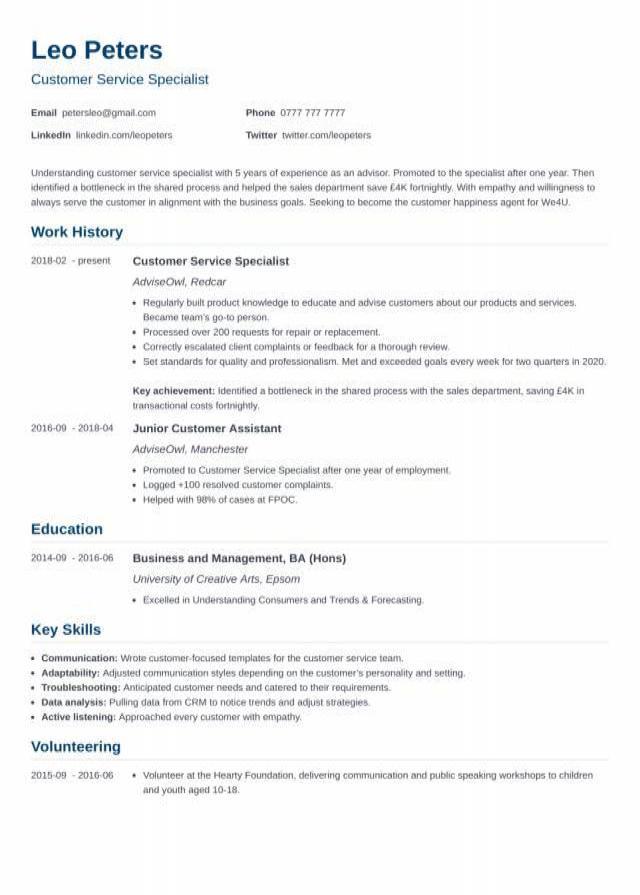 Leo Peters
Customer Service Specialist
Email petersleo@gmail.com Phone 0777 777 7777
LinkedIn linkedin.com/leopeters Twitter twitter.com/leopeters
Understanding customer service specialist with 5 years of experience as an advisor. Promoted to the specialist after one year. Then
identified a bottleneck in the shared process and helped the sales department save £4K fortnightly. With empathy and willingness to
always serve the customer in alignment with the business goals. Seeking to become the customer happiness agent for We4U.
Work History
2018-02 - present Customer Service Specialist
AdviseOwl, Redcar
• Regularly built product knowledge to educate and advise customers about our products and services.
Became team's go-to person.
• Processed over 200 requests for repair or replacement.
• Correctly escalated client complaints or feedback for a thorough review.
• Set standards for quality and professionalism. Met and exceeded goals every week for two quarters in 2020.
Key achievement: Identified a bottleneck in the shared process with the sales department, saving £4K in
transactional costs fortnightly.
2016-09 - 2018-04 Junior Customer Assistant
AdviseOwl, Manchester
• Promoted to Customer Service Specialist after one year of employment.
• Logged +100 resolved customer complaints.
• Helped with 98% of cases at FPOC.
Education
2014-09 - 2016-06 Business and Management, BA (Hons)
University of Creative Arts, Epsom
• Excelled in Understanding Consumers and Trends & Forecasting.
Key Skills
• Communication: Wrote customer-focused templates for the customer service team.
• Adaptability: Adjusted communication styles depending on the customer's personality and setting.
• Troubleshooting: Anticipated customer needs and catered to their requirements.
• Data analysis: Pulling data from CRM to notice trends and adjust strategies.
• Active listening: Approached every customer with empathy.
Volunteering
2015-09 - 2016-06 • Volunteer at the Hearty Foundation, delivering communication and public speaking workshops to children
and youth aged 10-18.